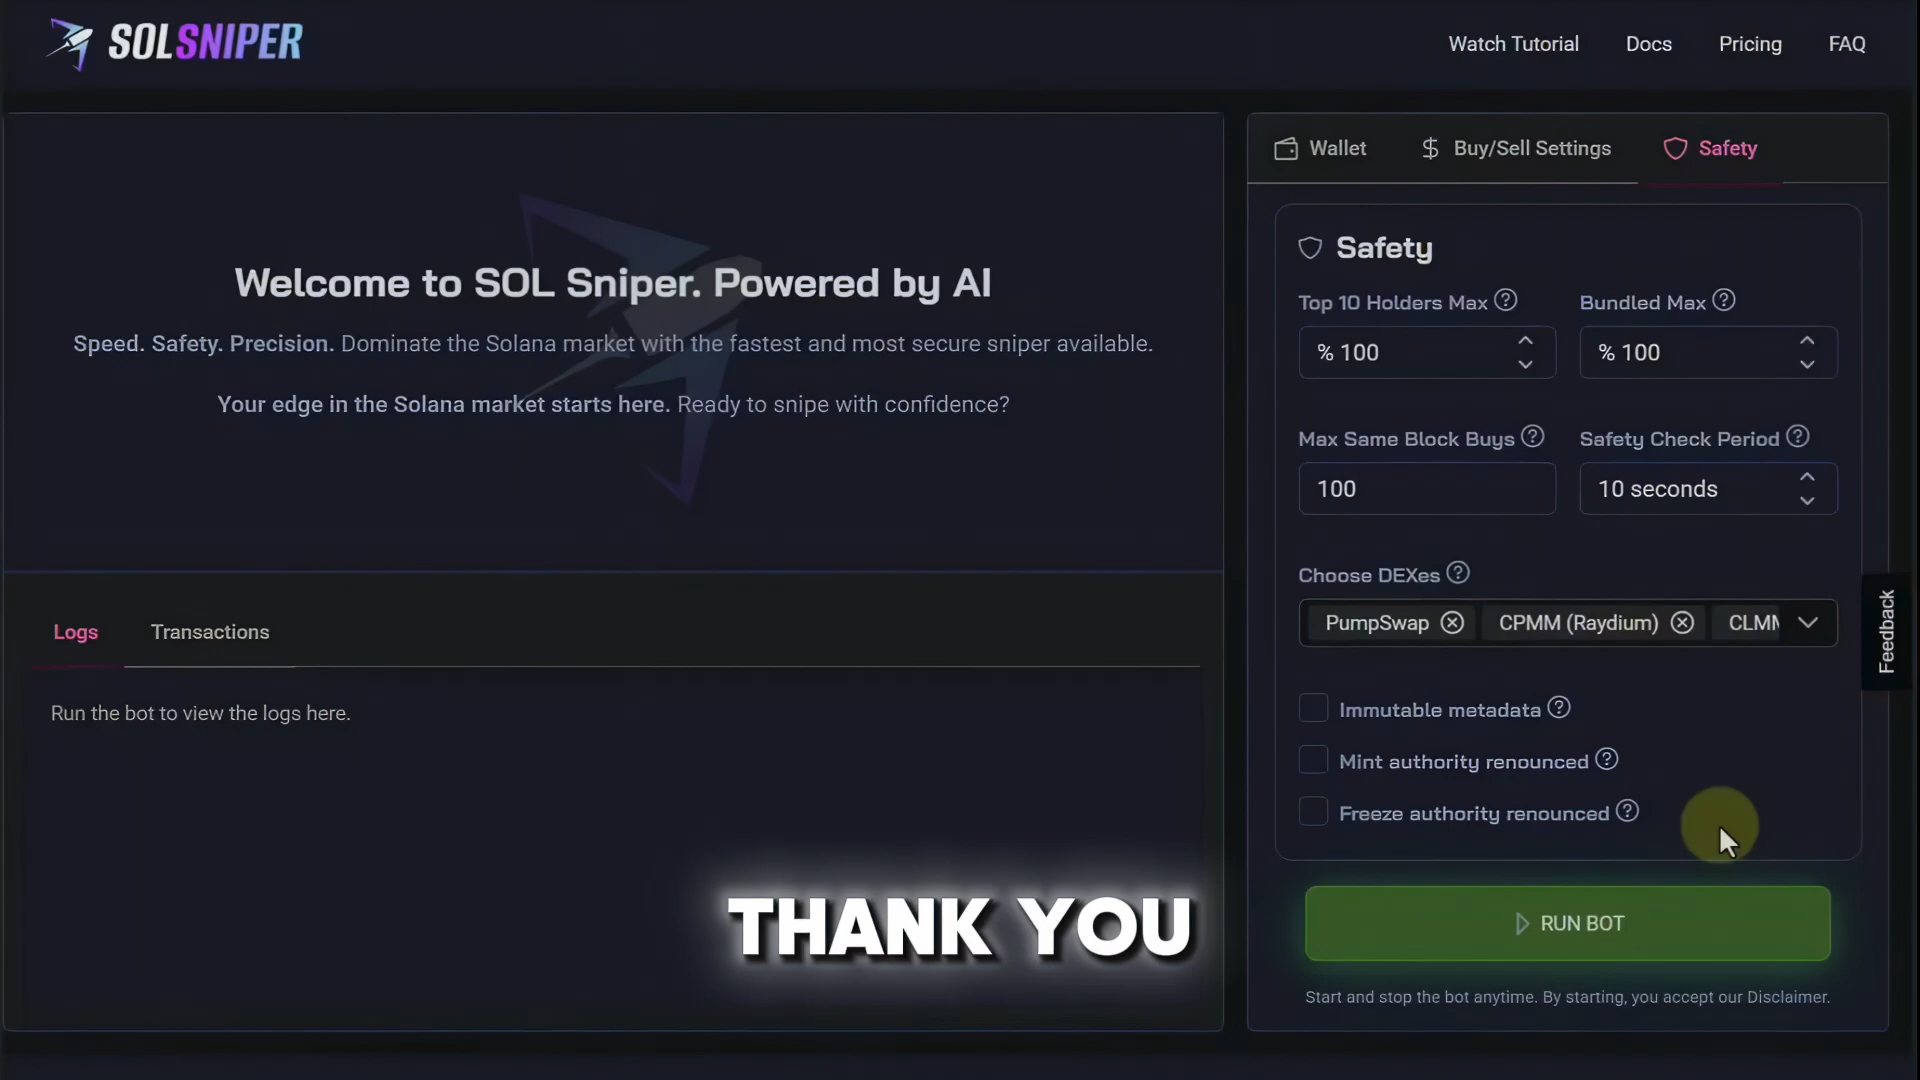 SOLSNIPER
Watch Tutorial
Docs
Pricing
FAQ
Welcome to SOL Sniper. Powered by AI
Speed. Safety. Precision. Dominate the Solana market with the fastest and most secure sniper available.
Your edge in the Solana market starts here. Ready to snipe with confidence?
Logs
Transactions
Run the bot to view the logs here.
THANK YOU
Wallet
$ Buy/Sell Settings
Safety
Safety
Top 10 Holders Max ?
Bundled Max ?
% 100
% 100
Max Same Block Buys ?
Safety Check Period ?
100
10 seconds
Choose DEXes ?
PumpSwap
CPMM (Raydium)
CLMM
Immutable metadata ?
Mint authority renounced ?
Freeze authority renounced ?
RUN BOT
Start and stop the bot anytime. By starting, you accept our Disclaimer.
Feedback